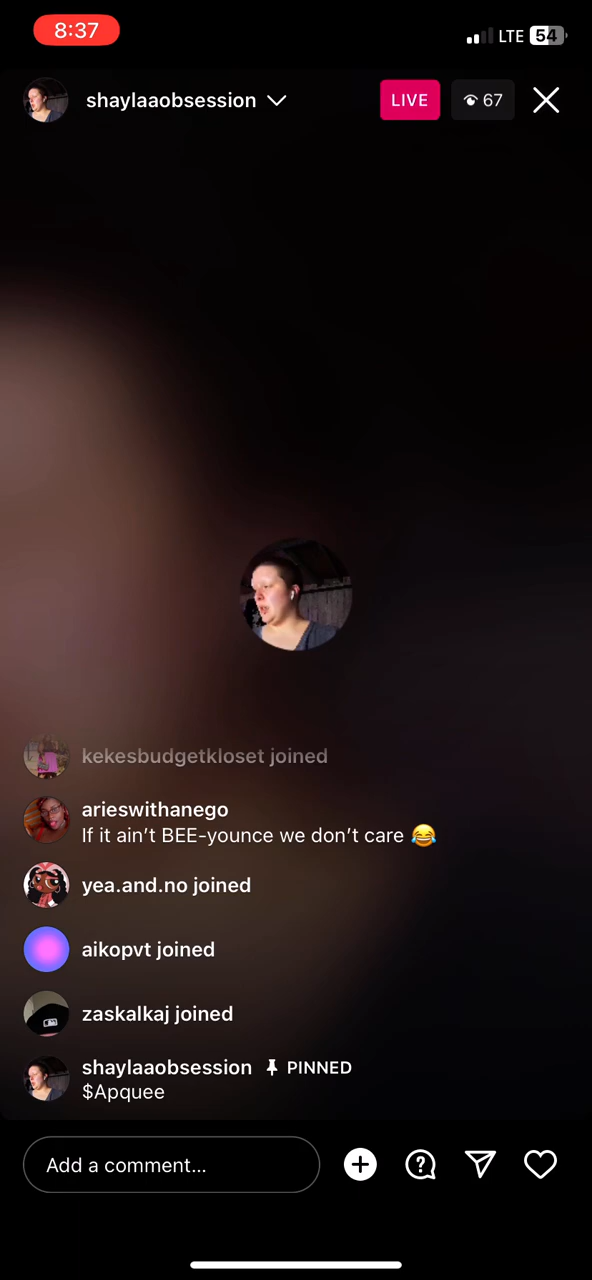 8:37
LTE 54
shaylaaobsession
LIVE
67
kekesbudgetkloset joined
arieswithanego
If it ain’t BEE-younce we don’t care 😂
yea.and.no joined
aikopvt joined
zaskalkaj joined
shaylaaobsession PINNED
$Apquee
Add a comment...